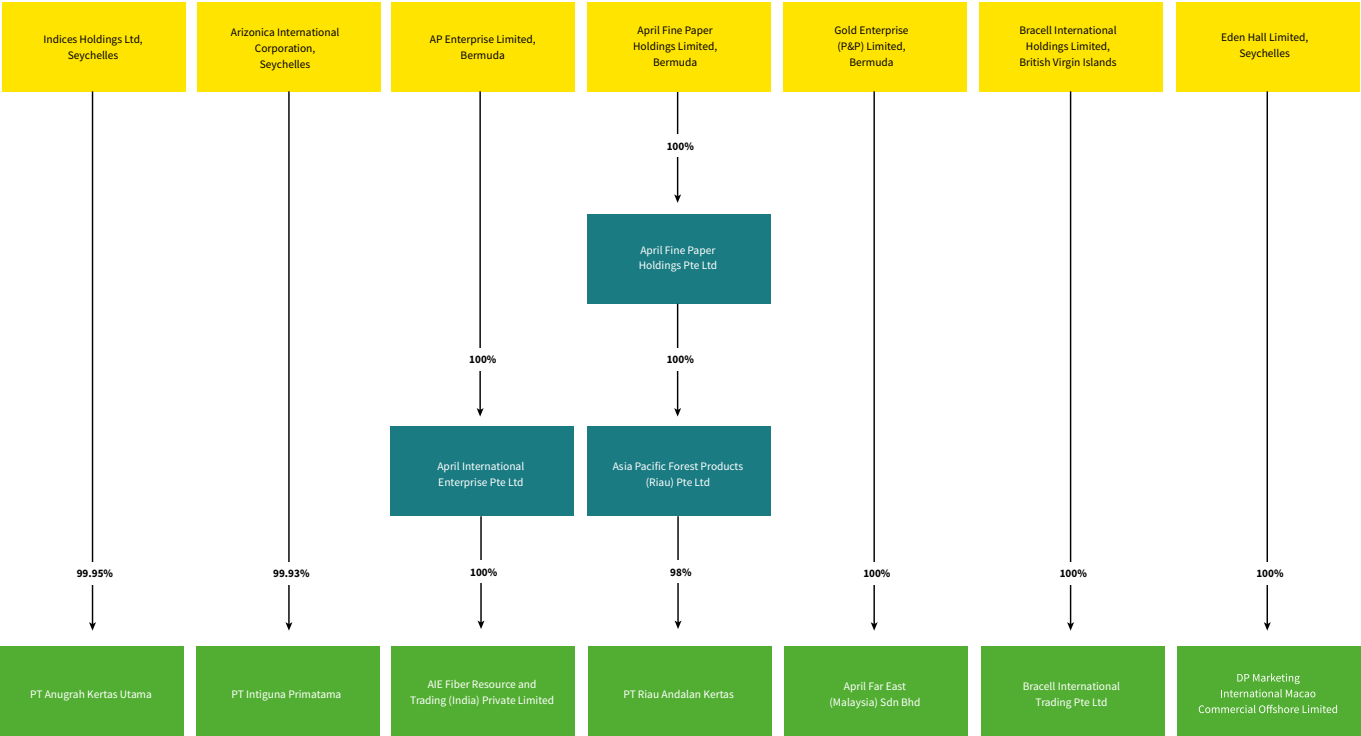 Indices Holdings Ltd,
Seychelles
Arizonica International
Corporation,
Seychelles
AP Enterprise Limited,
Bermuda
April Fine Paper
Holdings Limited,
Bermuda
Gold Enterprise
(P&P) Limited,
Bermuda
Bracell International
Holdings Limited,
British Virgin Islands
Eden Hall Limited,
Seychelles
100%
April Fine Paper
Holdings Pte Ltd
100%
100%
April International
Enterprise Pte Ltd
Asia Pacific Forest Products
(Riau) Pte Ltd
99.95%
99.93%
100%
98%
100%
100%
100%
PT Anugrah Kertas Utama
PT Intiguna Primatama
AIE Fiber Resource and
Trading (India) Private Limited
PT Riau Andalan Kertas
April Far East
(Malaysia) Sdn Bhd
Bracell International
Trading Pte Ltd
DP Marketing
International Macao
Commercial Offshore Limited